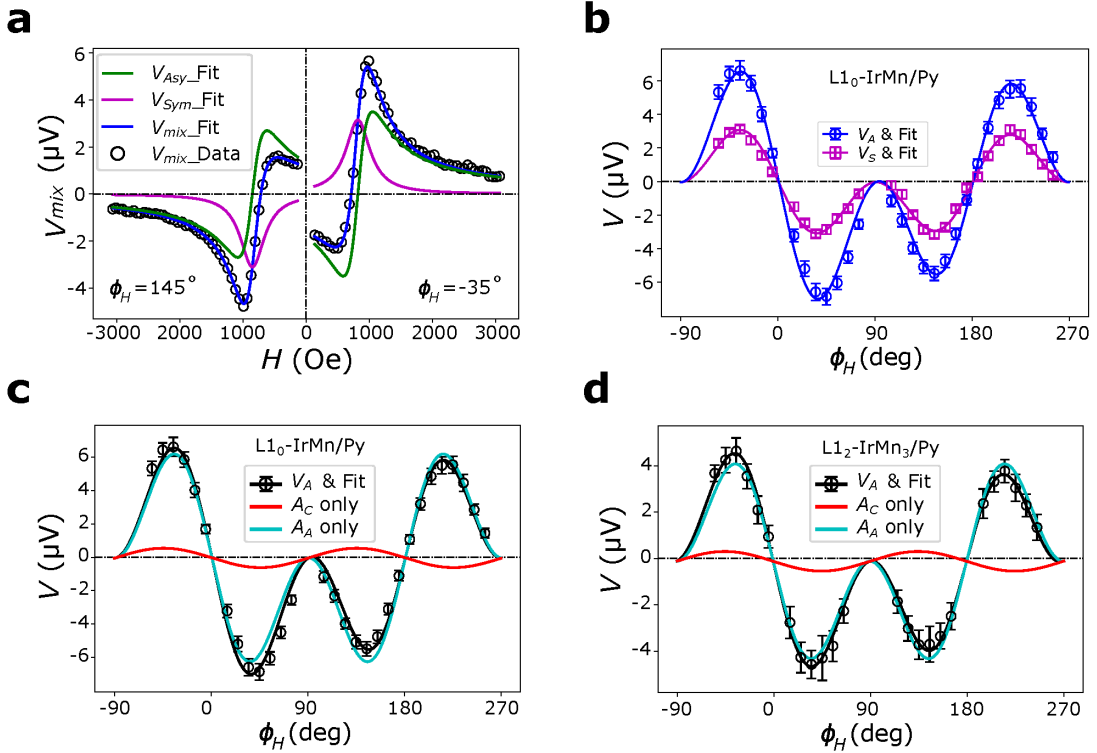 a
V_mix (μV)
6
4
2
0
-2
-4
V_Asy_Fit
V_Sym_Fit
V_mix_Fit
V_mix_Data
ϕ_H=145°
ϕ_H=-35°
-3000 2000 1000 0 1000 2000 3000
H (Oe)
b
V (μV)
6
4
2
0
-2
-4
-6
L1₀-IrMn/Py
V_A & Fit
V_S & Fit
-90 0 90 180 270
ϕ_H(deg)
c
V (μV)
6
4
2
0
-2
-4
-6
L1₀-IrMn/Py
V_A & Fit
A_C only
A_A only
-90 0 90 180 270
ϕ_H(deg)
d
V (μV)
4
2
0
-2
-4
L1₂-IrMn₃/Py
V_A & Fit
A_C only
A_A only
-90 0 90 180 270
ϕ_H(deg)